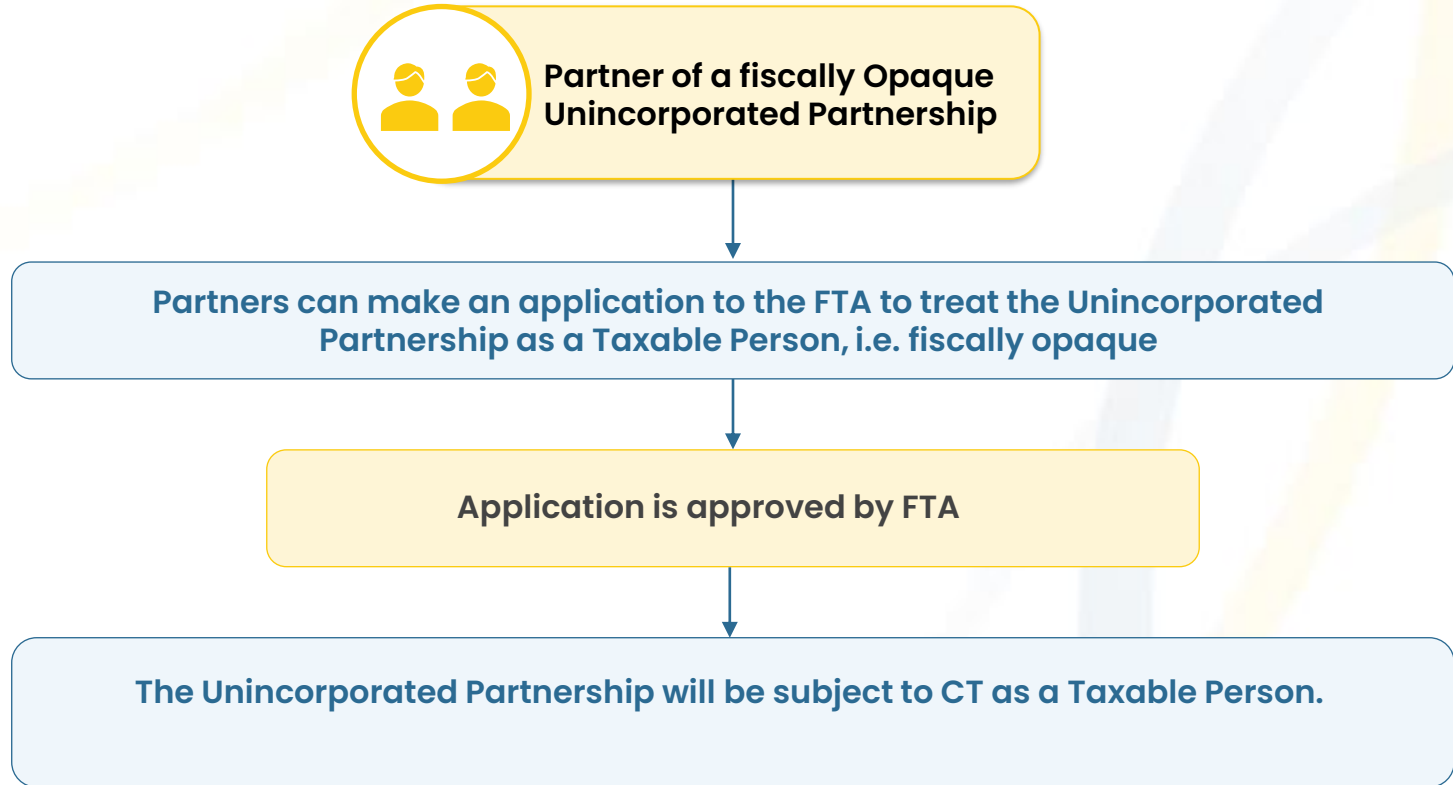 Partner of a fiscally Opaque
Unincorporated Partnership
Partners can make an application to the FTA to treat the Unincorporated
Partnership as a Taxable Person, i.e. fiscally opaque
Application is approved by FTA
The Unincorporated Partnership will be subject to CT as a Taxable Person.